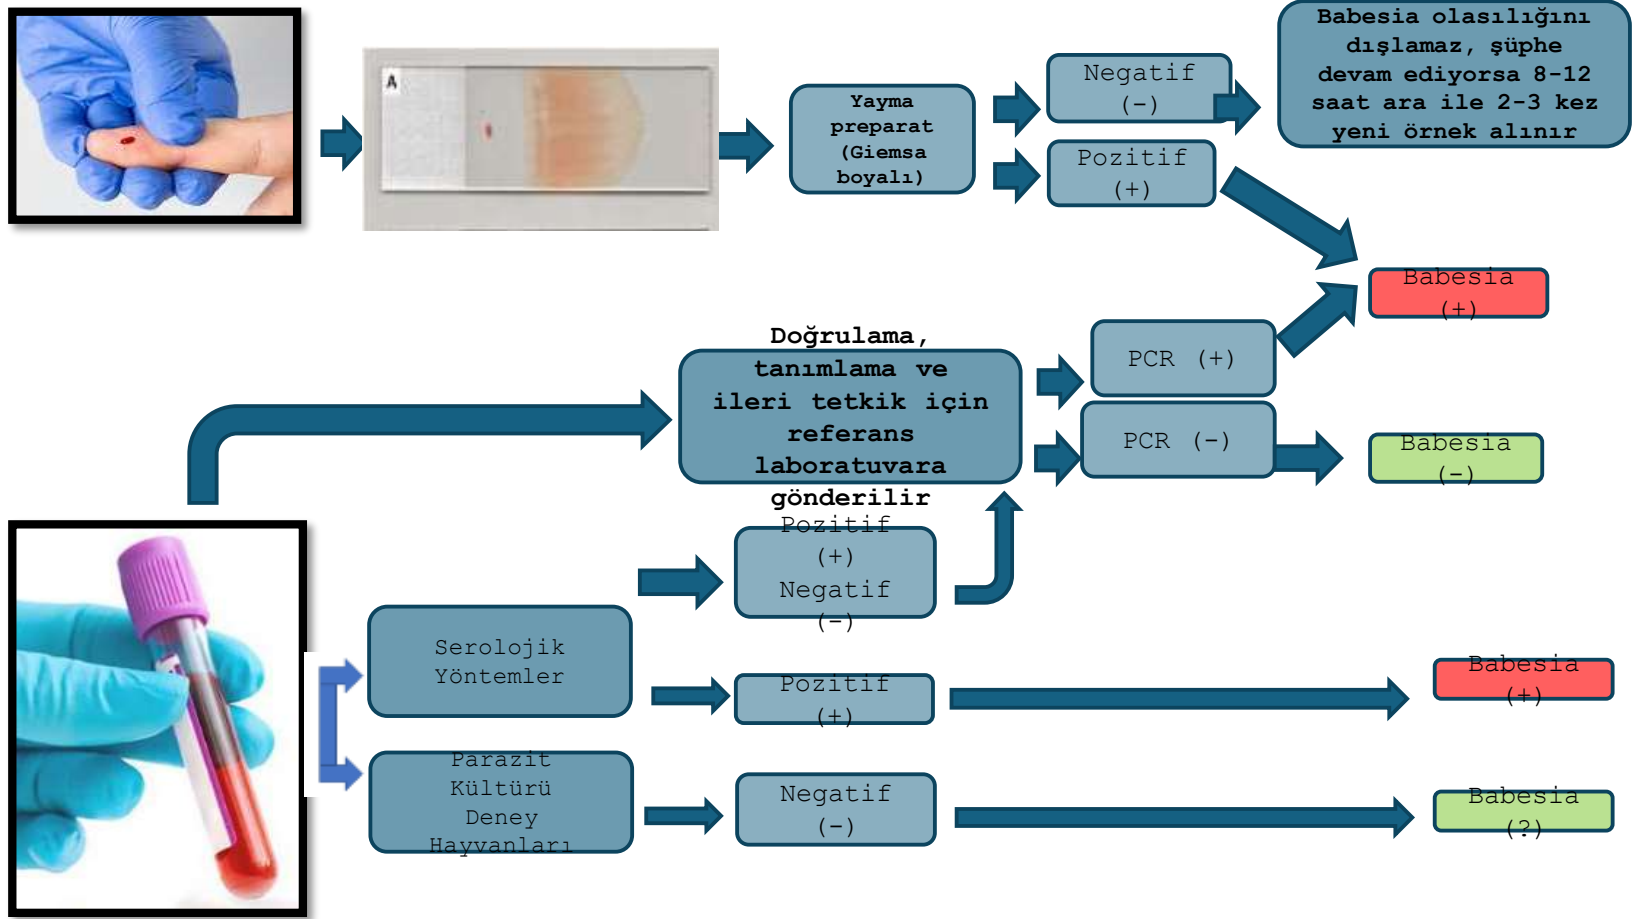 A
Yayma
preparat
(Giemsa
boyalı)
Negatif
(-)
Pozitif
(+)
Babesia olasılığını
dışlamaz, şüphe
devam ediyorsa 8-12
saat ara ile 2-3 kez
yeni örnek alınır
Babesia
(+)
Doğrulama,
tanımlama ve
ileri tetkik için
referans
laboratuvara
gönderilir
PCR (+)
PCR (-)
Babesia
(-)
Pozitif
(+)
Negatif
(-)
Serolojik
Yöntemler
Pozitif
(+)
Babesia
(+)
Parazit
Kültürü
Deney
Hayvanları
Negatif
(-)
Babesia
(?)